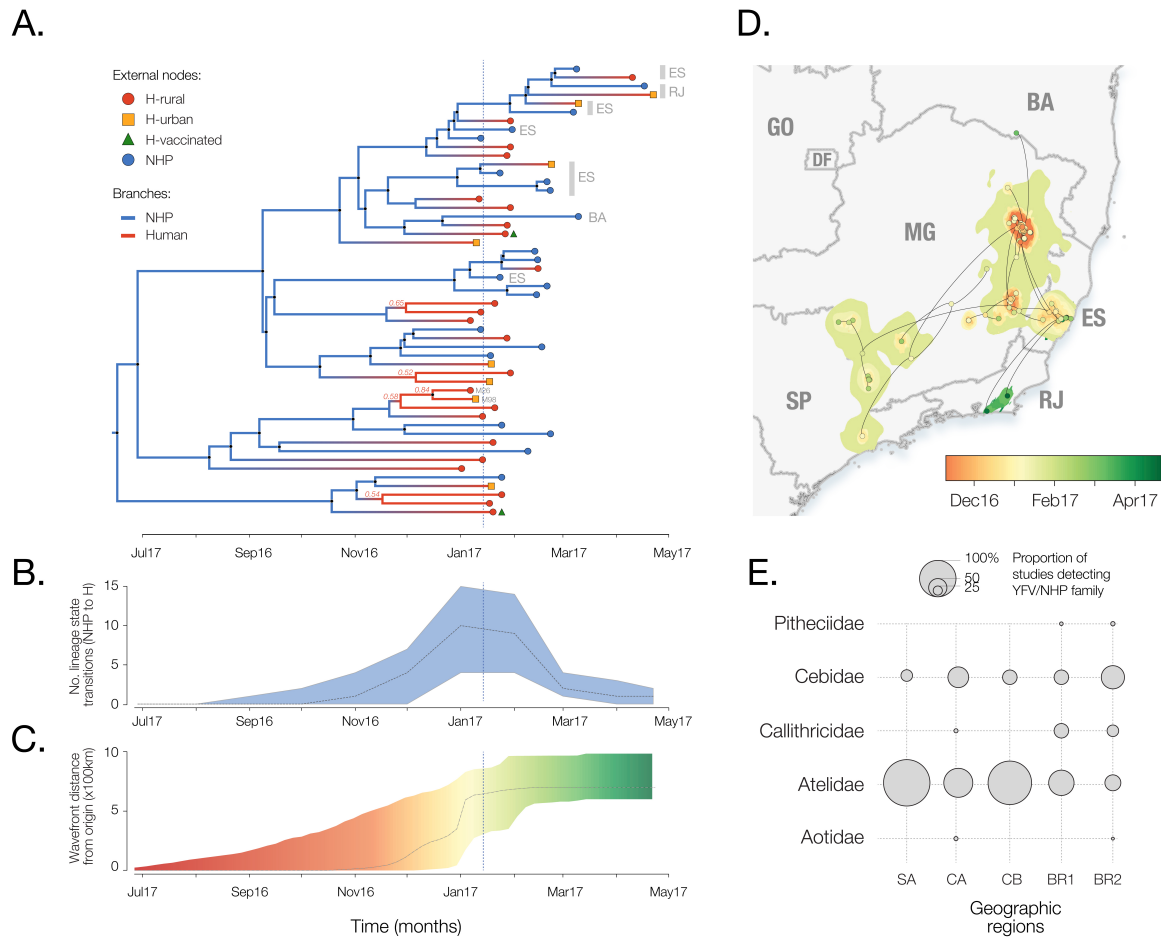 A.
External nodes:
H-rural
H-urban
H-vaccinated
NHP
Branches:
NHP
Human
ES
RJ
ES
ES
ES
BA
ES
0.65
0.52
0.84
M26
0.58
M98
0.54
Jul17
Sep16
Nov16
Jan17
Mar17
May17
B.
No. lineage state
transitions (NHP to H)
15
10
5
0
Jul17
Sep16
Nov16
Jan17
Mar17
May17
C.
Wavefront distance
from origin (x100km)
10
5
0
Jul17
Sep16
Nov16
Jan17
Mar17
May17
Time (months)
D.
BA
GO
DF
MG
ES
SP
RJ
Dec16
Feb17
Apr17
E.
100%
50
25
Proportion of
studies detecting
YFV/NHP family
Pitheciidae
Cebidae
Callithricidae
Atelidae
Aotidae
SA
CA
CB
BR1
BR2
Geographic
regions